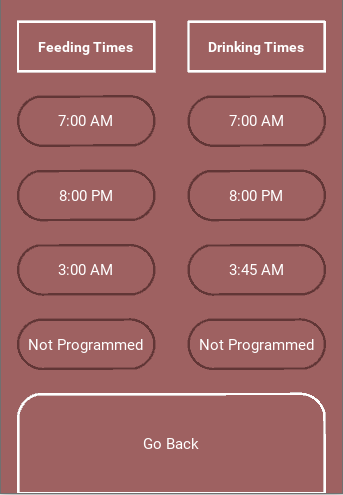 Feeding Times
Drinking Times
7:00 AM
7:00 AM
8:00 PM
8:00 PM
3:00 AM
3:45 AM
Not Programmed
Not Programmed
Go Back